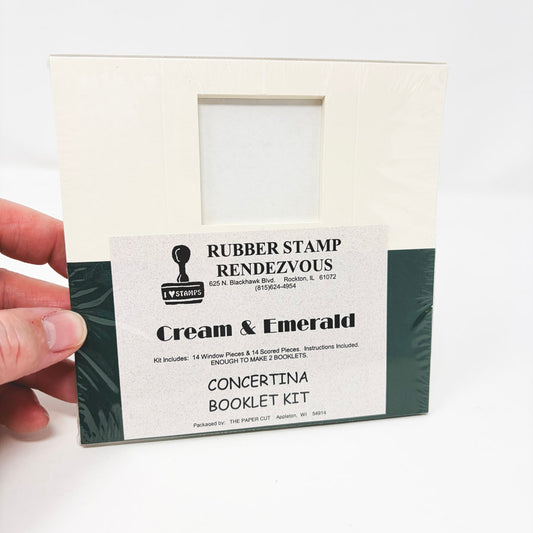 RUBBER STAMP
RENDEZVOUS
625 N. Blackhawk Blvd. Rockton, IL 61072
(815)624-4954
I ♥ STAMPS
Cream & Emerald
Kit Includes: 14 Window Pieces & 14 Scored Pieces. Instructions Included.
ENOUGH TO MAKE 2 BOOKLETS.
CONCERTINA
BOOKLET KIT
Packaged by: THE PAPER CUT Appleton, WI 54914